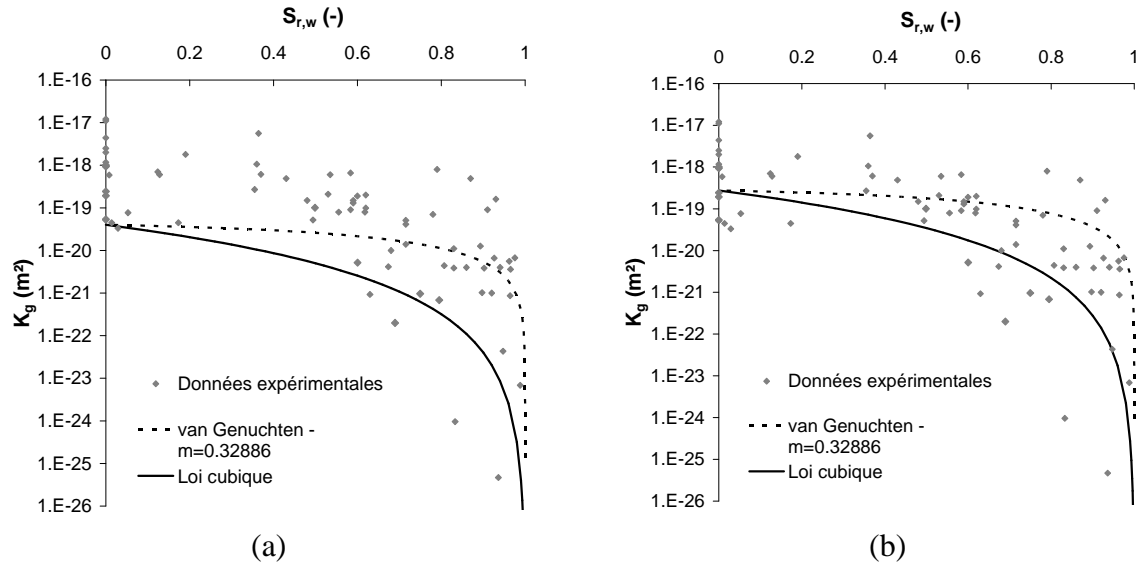 S_{r,w} (-)
0 0.2 0.4 0.6 0.8 1
1.E-16
1.E-17
1.E-18
1.E-19
1.E-20
1.E-21
1.E-22
1.E-23
1.E-24
1.E-25
1.E-26
K_g (m²)
Données expérimentales
van Genuchten -
m=0.32886
Loi cubique
(a)
S_{r,w} (-)
0 0.2 0.4 0.6 0.8 1
1.E-16
1.E-17
1.E-18
1.E-19
1.E-20
1.E-21
1.E-22
1.E-23
1.E-24
1.E-25
1.E-26
K_g (m²)
Données expérimentales
van Genuchten -
m=0.32886
Loi cubique
(b)